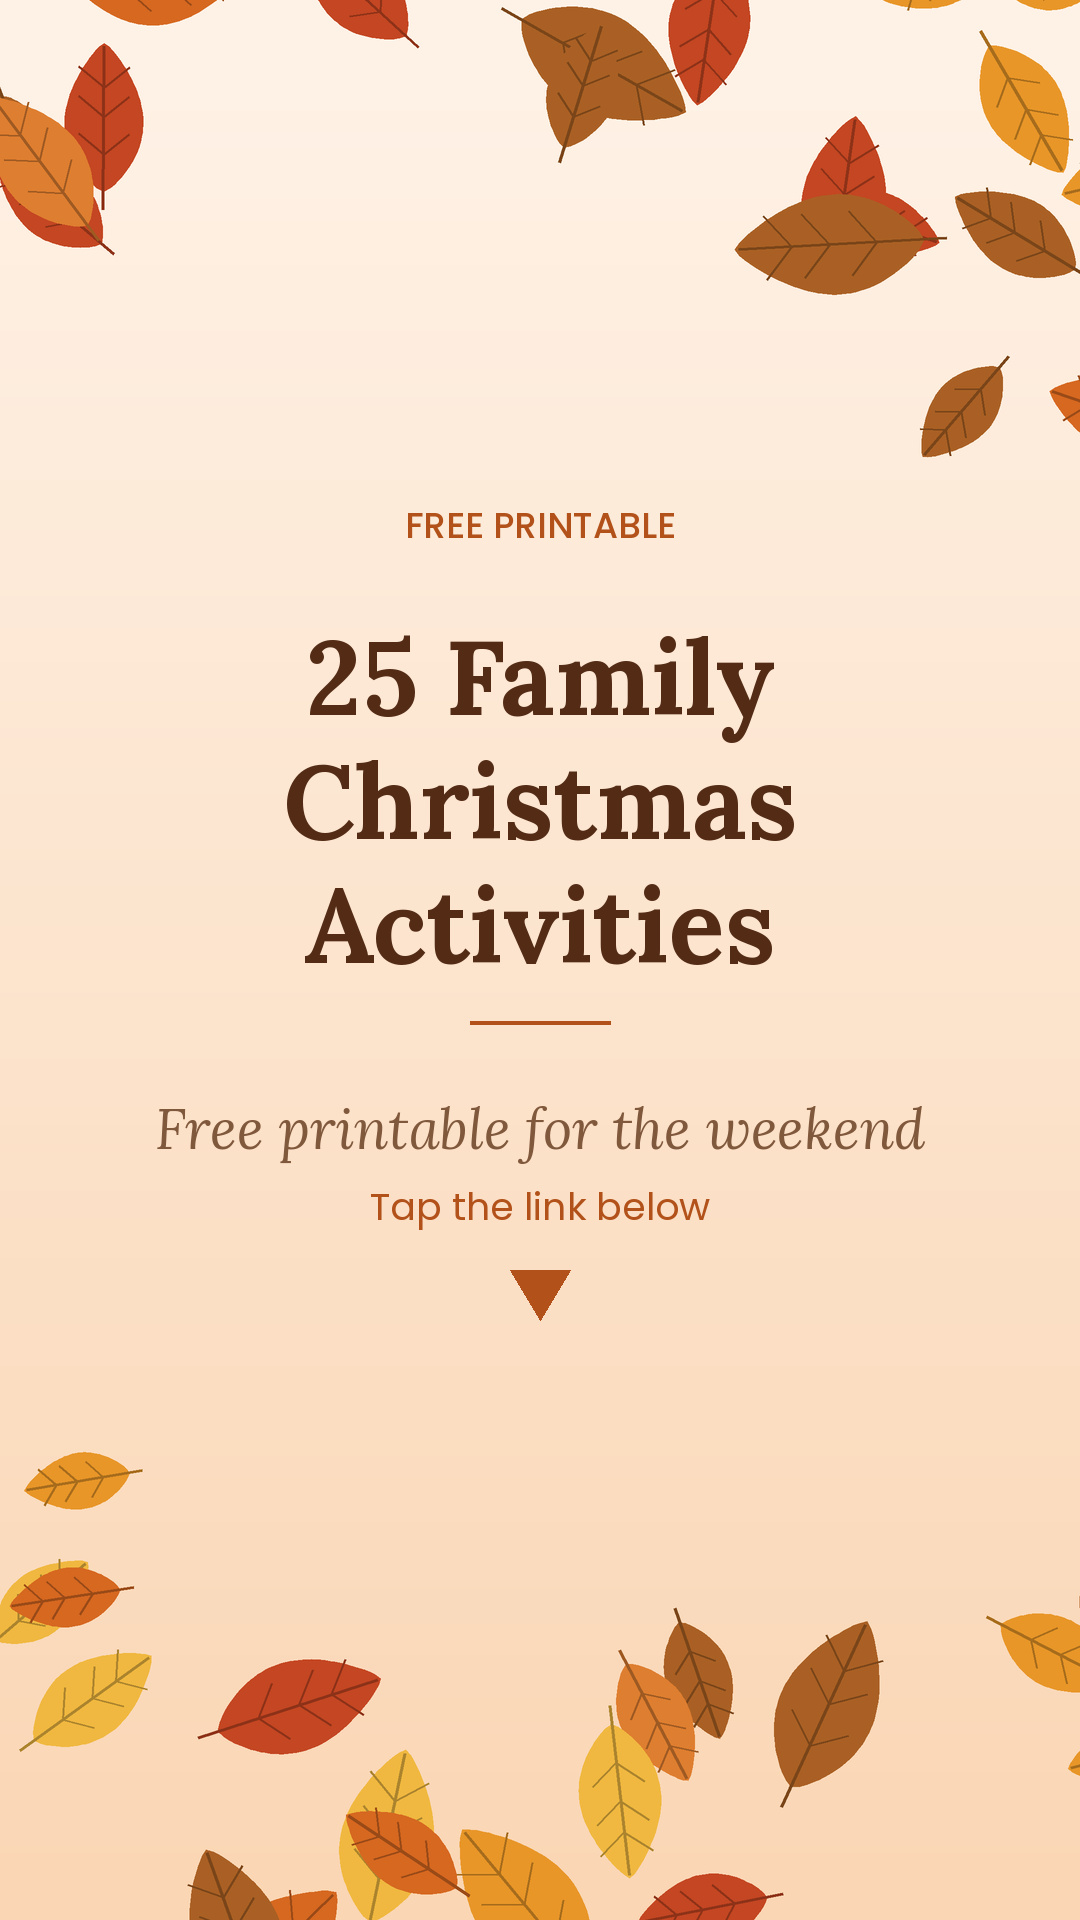 FREE PRINTABLE
25 Family
Christmas
Activities
Free printable for the weekend
Tap the link below